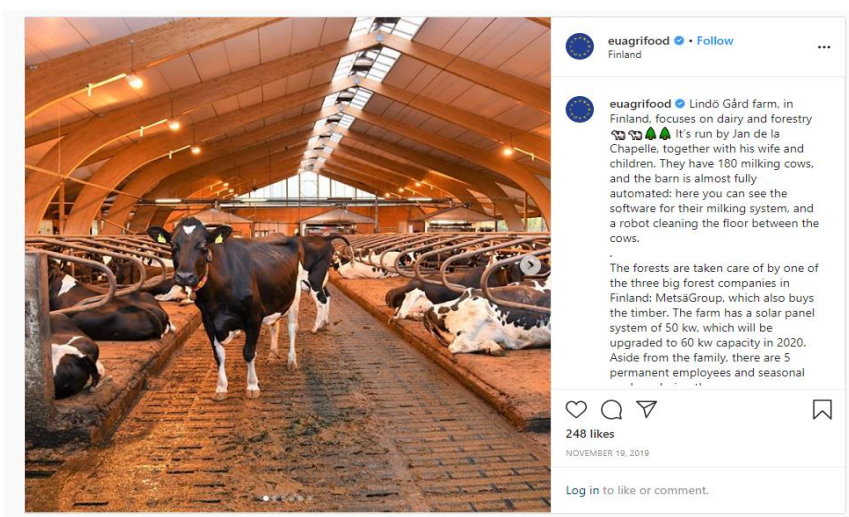 euagrifood • Follow
Finland
euagrifood Lindö Gård farm, in
Finland, focuses on dairy and forestry
🐄🐄🌲🌲 It's run by Jan de la
Chapelle, together with his wife and
children. They have 180 milking cows,
and the barn is almost fully
automated: here you can see the
software for their milking system, and
a robot cleaning the floor between the
cows.
.
The forests are taken care of by one of
the three big forest companies in
Finland: MetsäGroup, which also buys
the timber. The farm has a solar panel
system of 50 kw, which will be
upgraded to 60 kw capacity in 2020.
Aside from the family, there are 5
permanent employees and seasonal
248 likes
NOVEMBER 19, 2019
Log in to like or comment.